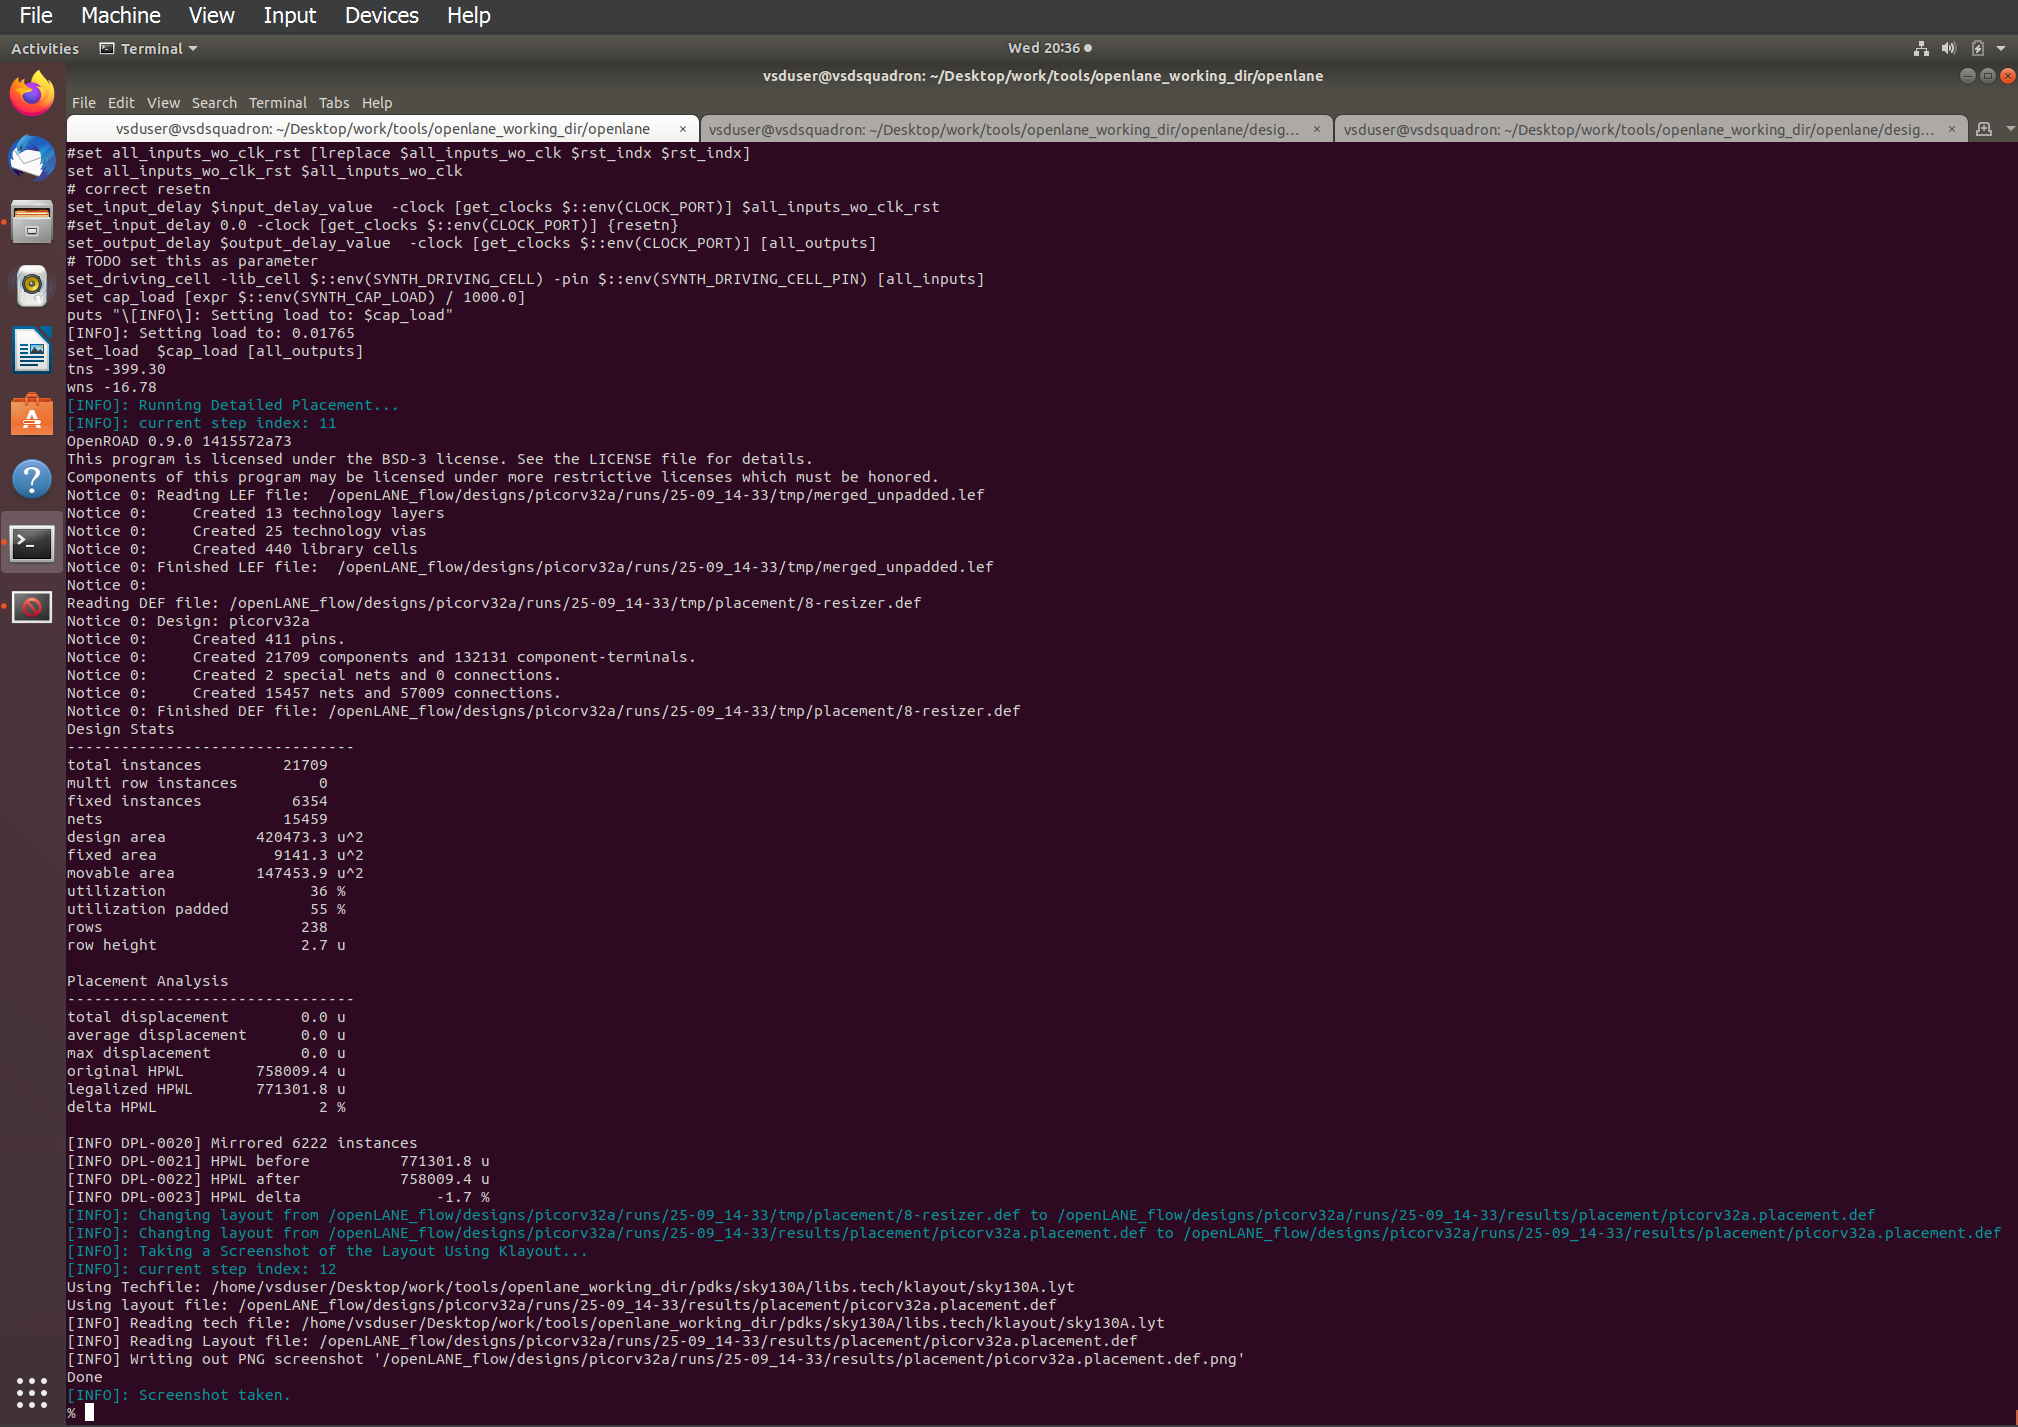 File Machine View Input Devices Help
Activities Terminal Wed 20:36
vsduser@vsdsquadron: ~/Desktop/work/tools/openlane_working_dir/openlane
File Edit View Search Terminal Tabs Help
vsduser@vsdsquadron: ~/Desktop/work/tools/openlane_working_dir/openlane × vsduser@vsdsquadron: ~/Desktop/work/tools/openlane_working_dir/openlane/desig... × vsduser@vsdsquadron: ~/Desktop/work/tools/openlane_working_dir/openlane/desig... ×
#set all_inputs_wo_clk_rst [lreplace $all_inputs_wo_clk $rst_indx $rst_indx]
set all_inputs_wo_clk_rst $all_inputs_wo_clk
# correct resetn
set_input_delay $input_delay_value  -clock [get_clocks $::env(CLOCK_PORT)] $all_inputs_wo_clk_rst
#set_input_delay 0.0 -clock [get_clocks $::env(CLOCK_PORT)] {resetn}
set_output_delay $output_delay_value  -clock [get_clocks $::env(CLOCK_PORT)] [all_outputs]
# TODO set this as parameter
set_driving_cell -lib_cell $::env(SYNTH_DRIVING_CELL) -pin $::env(SYNTH_DRIVING_CELL_PIN) [all_inputs]
set cap_load [expr $::env(SYNTH_CAP_LOAD) / 1000.0]
puts "\[INFO\]: Setting load to: $cap_load"
[INFO]: Setting load to: 0.01765
set_load  $cap_load [all_outputs]
tns -399.30
wns -16.78
[INFO]: Running Detailed Placement...
[INFO]: current step index: 11
OpenROAD 0.9.0 1415572a73
This program is licensed under the BSD-3 license. See the LICENSE file for details.
Components of this program may be licensed under more restrictive licenses which must be honored.
Notice 0: Reading LEF file:  /openLANE_flow/designs/picorv32a/runs/25-09_14-33/tmp/merged_unpadded.lef
Notice 0:     Created 13 technology layers
Notice 0:     Created 25 technology vias
Notice 0:     Created 440 library cells
Notice 0: Finished LEF file:  /openLANE_flow/designs/picorv32a/runs/25-09_14-33/tmp/merged_unpadded.lef
Notice 0:
Reading DEF file: /openLANE_flow/designs/picorv32a/runs/25-09_14-33/tmp/placement/8-resizer.def
Notice 0: Design: picorv32a
Notice 0:     Created 411 pins.
Notice 0:     Created 21709 components and 132131 component-terminals.
Notice 0:     Created 2 special nets and 0 connections.
Notice 0:     Created 15457 nets and 57009 connections.
Notice 0: Finished DEF file: /openLANE_flow/designs/picorv32a/runs/25-09_14-33/tmp/placement/8-resizer.def
Design Stats
--------------------------------
total instances         21709
multi row instances         0
fixed instances          6354
nets                    15459
design area          420473.3 u^2
fixed area             9141.3 u^2
movable area         147453.9 u^2
utilization                36 %
utilization padded         55 %
rows                      238
row height                2.7 u
Placement Analysis
--------------------------------
total displacement        0.0 u
average displacement      0.0 u
max displacement          0.0 u
original HPWL        758009.4 u
legalized HPWL       771301.8 u
delta HPWL                  2 %
[INFO DPL-0020] Mirrored 6222 instances
[INFO DPL-0021] HPWL before          771301.8 u
[INFO DPL-0022] HPWL after           758009.4 u
[INFO DPL-0023] HPWL delta               -1.7 %
[INFO]: Changing layout from /openLANE_flow/designs/picorv32a/runs/25-09_14-33/tmp/placement/8-resizer.def to /openLANE_flow/designs/picorv32a/runs/25-09_14-33/results/placement/picorv32a.placement.def
[INFO]: Changing layout from /openLANE_flow/designs/picorv32a/runs/25-09_14-33/results/placement/picorv32a.placement.def to /openLANE_flow/designs/picorv32a/runs/25-09_14-33/results/placement/picorv32a.placement.def
[INFO]: Taking a Screenshot of the Layout Using Klayout...
[INFO]: current step index: 12
Using Techfile: /home/vsduser/Desktop/work/tools/openlane_working_dir/pdks/sky130A/libs.tech/klayout/sky130A.lyt
Using layout file: /openLANE_flow/designs/picorv32a/runs/25-09_14-33/results/placement/picorv32a.placement.def
[INFO] Reading tech file: /home/vsduser/Desktop/work/tools/openlane_working_dir/pdks/sky130A/libs.tech/klayout/sky130A.lyt
[INFO] Reading Layout file: /openLANE_flow/designs/picorv32a/runs/25-09_14-33/results/placement/picorv32a.placement.def
[INFO] Writing out PNG screenshot '/openLANE_flow/designs/picorv32a/runs/25-09_14-33/results/placement/picorv32a.placement.def.png'
Done
[INFO]: Screenshot taken.
%